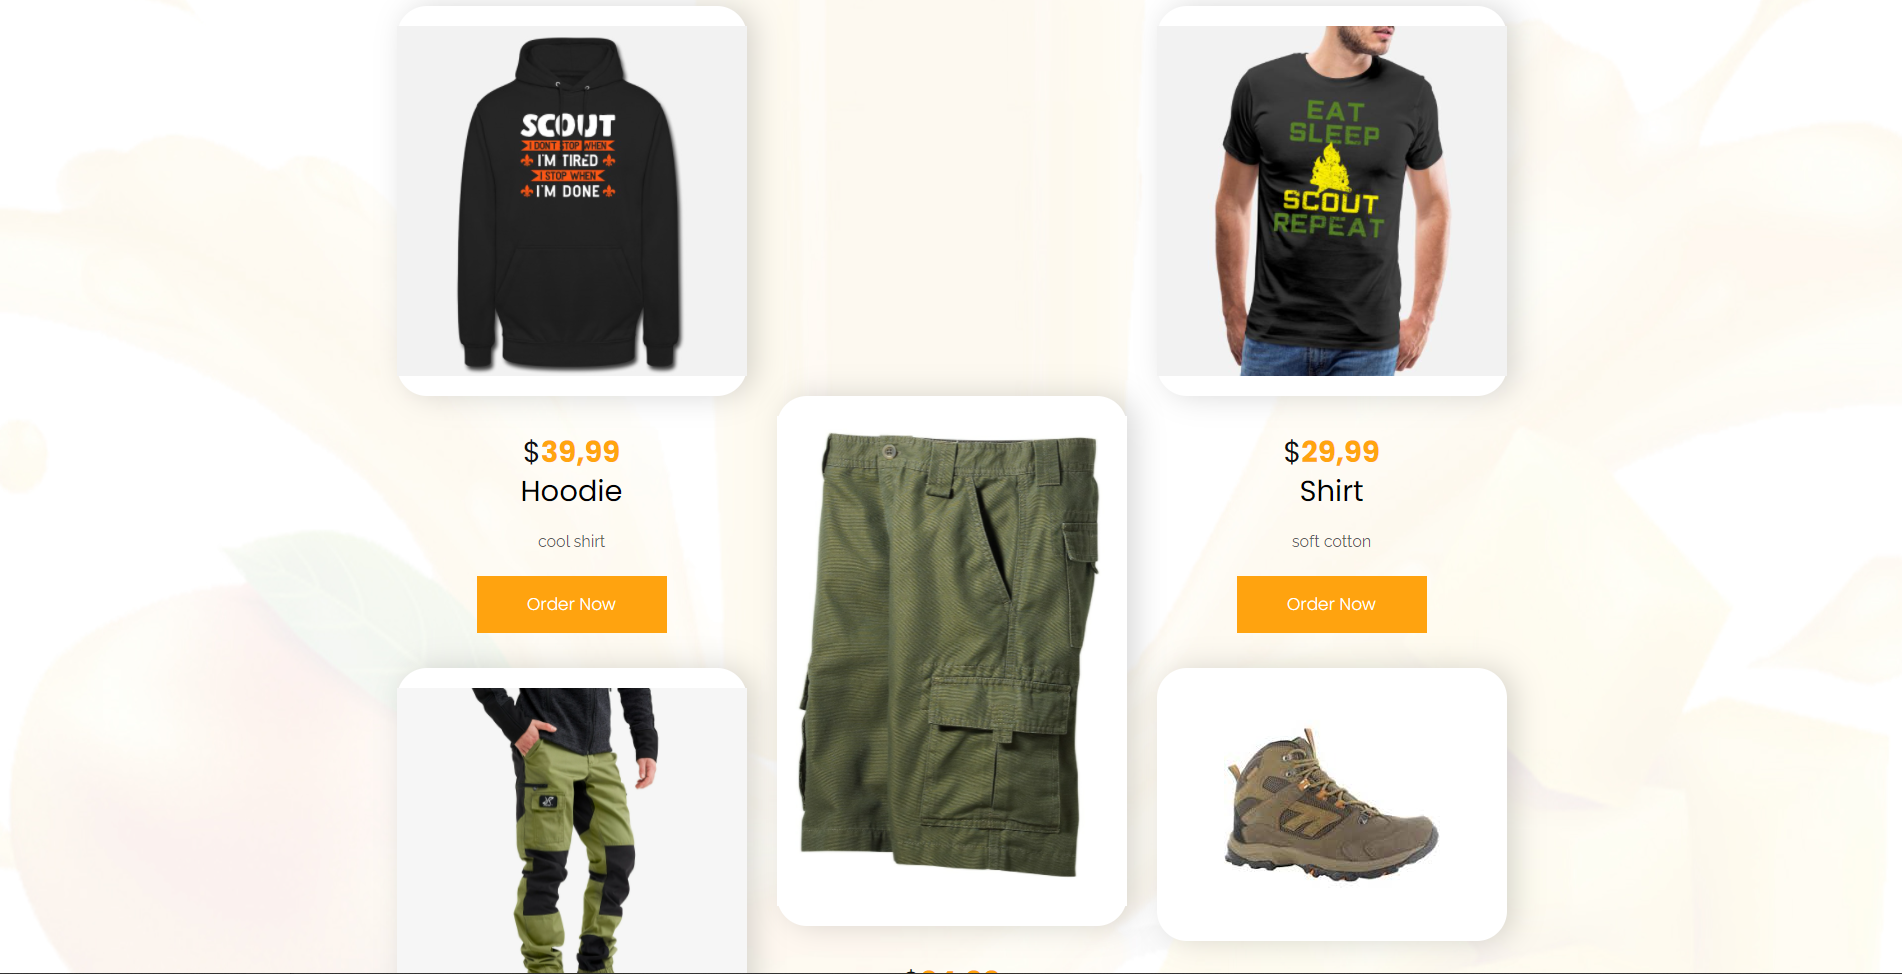 SCOUT
I DON'T STOP WHEN
I'M TIRED
I STOP WHEN
I'M DONE
EAT
SLEEP
SCOUT
REPEAT
$39,99
Hoodie
cool shirt
Order Now
$29,99
Shirt
soft cotton
Order Now